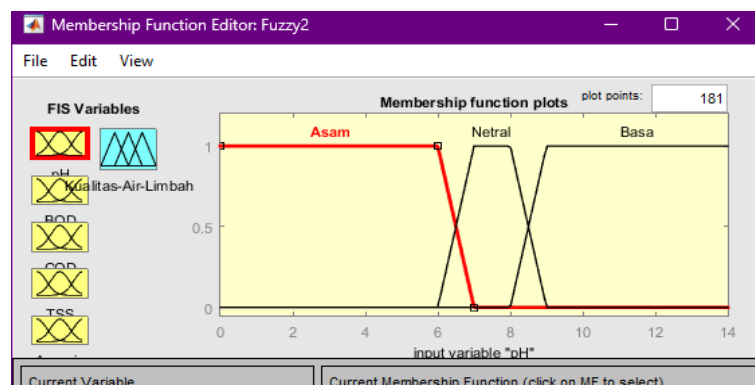 Membership Function Editor: Fuzzy2
File Edit View
FIS Variables
Membership function plots
plot points:
181
pH
Kualitas-Air-Limbah
BOD
COD
TSS
Asam
Netral
Basa
1
0.5
0
0 2 4 6 8 10 12 14
input variable "pH"
Current Variable
Current Membership Function (click on MF to select)